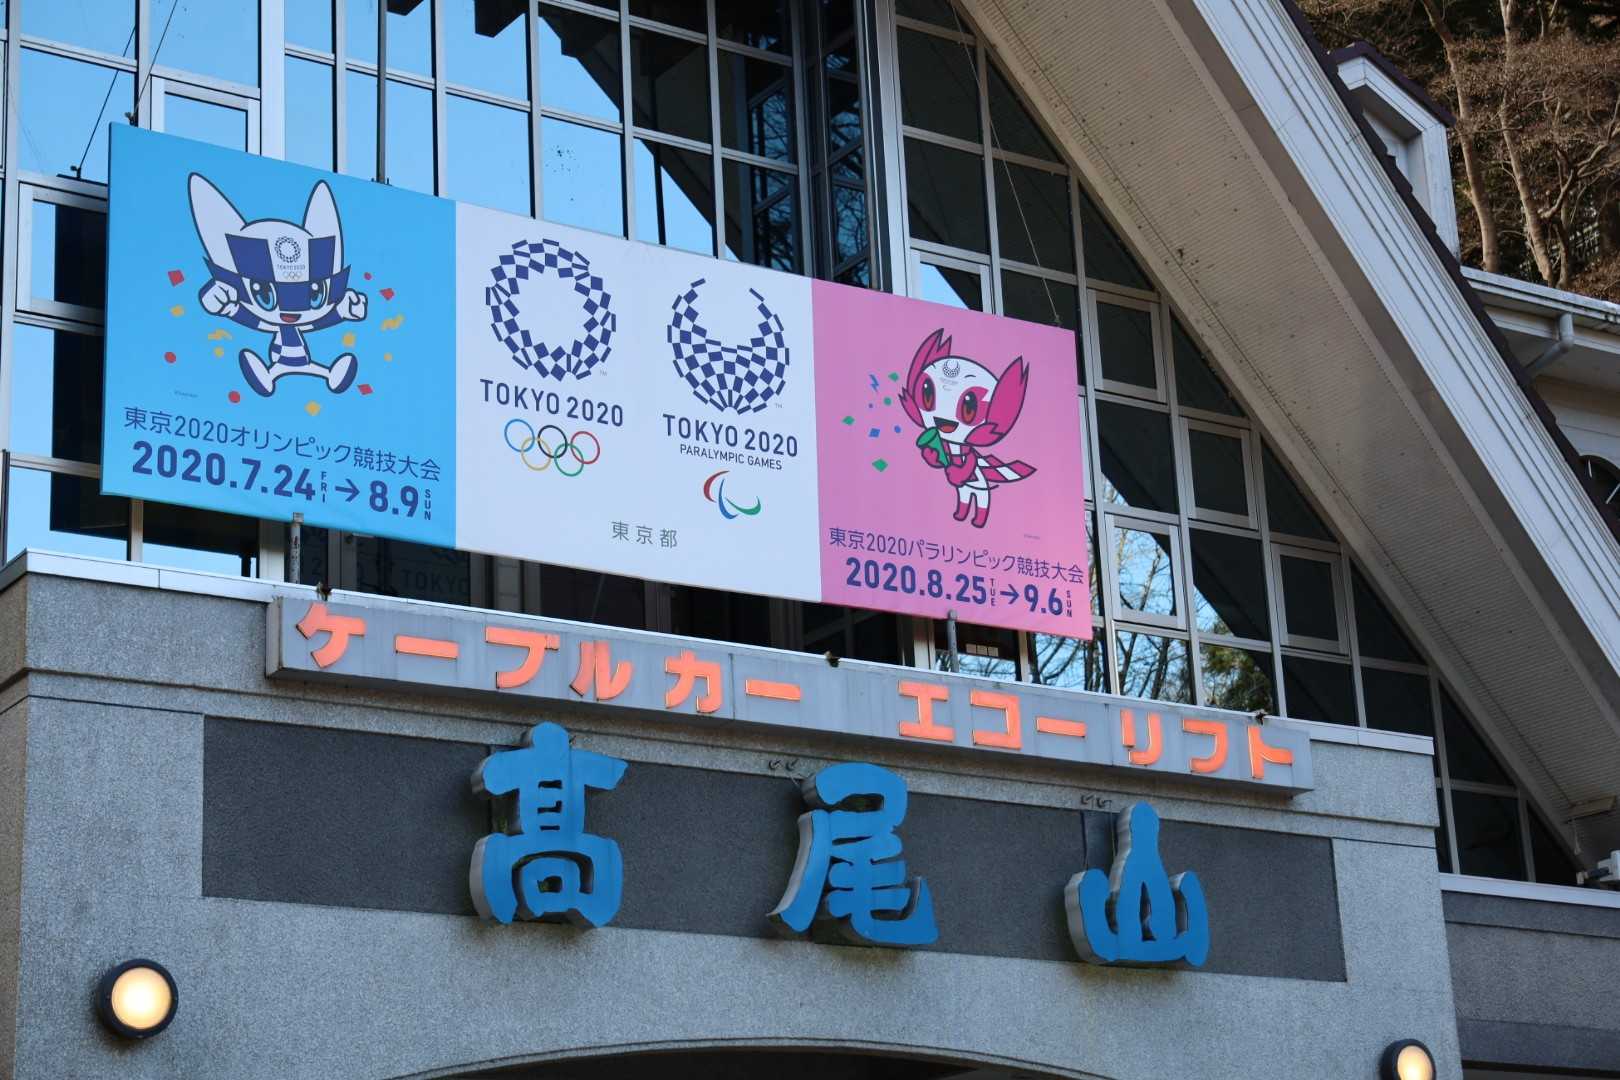 TOKYO 2020
東京2020オリンピック競技大会
2020.7.24 FRI → 8.9 SUN
TOKYO 2020
TOKYO 2020
PARALYMPIC GAMES
東京都
東京2020パラリンピック競技大会
2020.8.25 TUE → 9.6 SUN
ケーブルカー エコーリフト
髙尾山